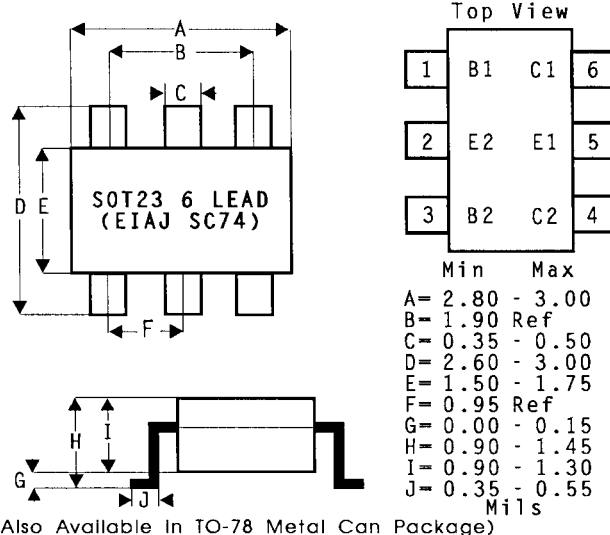 Top View
A
B
C
1 B1 C1 6
2 E2 E1 5
3 B2 C2 4
D E
SOT23 6 LEAD
(EIAJ SC74)
F
Min Max
A= 2.80 - 3.00
B= 1.90 Ref
C= 0.35 - 0.50
D= 2.60 - 3.00
E= 1.50 - 1.75
F= 0.95 Ref
G= 0.00 - 0.15
H= 0.90 - 1.45
I= 0.90 - 1.30
J= 0.35 - 0.55
Mils
H I
G
J
Also Available In TO-78 Metal Can Package)